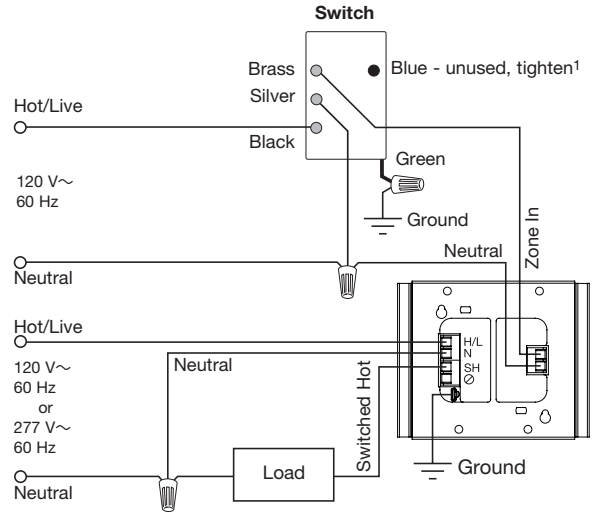 Switch
Brass
Blue - unused, tighten1
Silver
Hot/Live
Black
Green
120 V~
60 Hz
Ground
Zone In
Neutral
Neutral
Hot/Live
H/L
N
SH
Neutral
Switched Hot
120 V~
60 Hz
or
277 V~
60 Hz
Load
Ground
Neutral